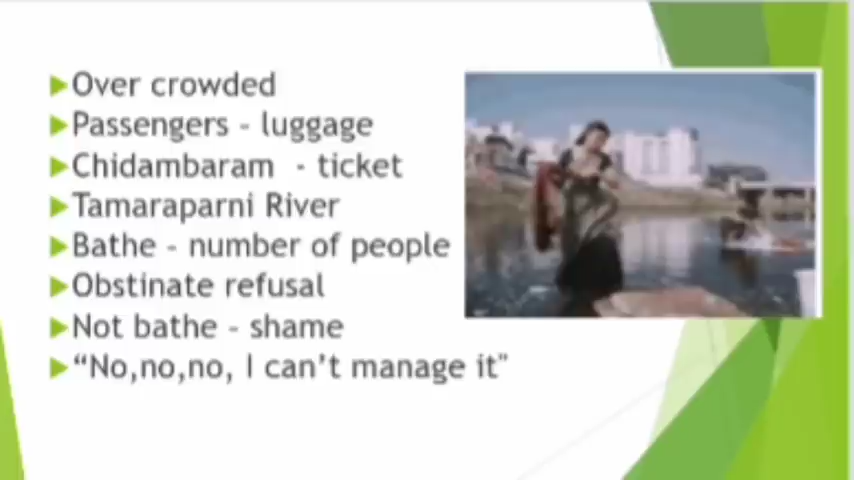 Over crowded
Passengers - luggage
Chidambaram - ticket
Tamaraparni River
Bathe - number of people
Obstinate refusal
Not bathe - shame
“No,no,no, I can’t manage it"